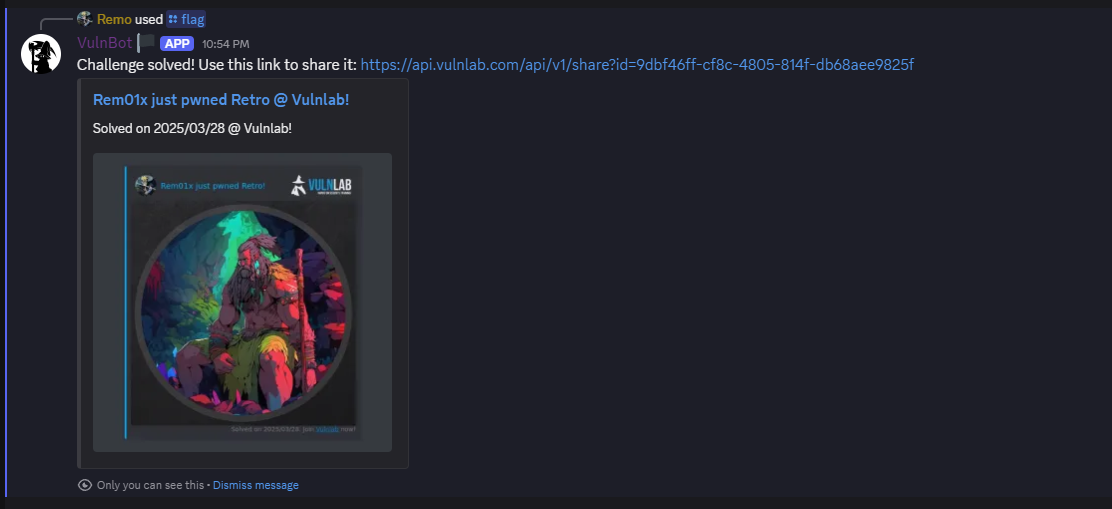 Remo used flag
VulnBot APP 10:54 PM
Challenge solved! Use this link to share it: https://api.vulnlab.com/api/v1/share?id=9dbf46ff-cf8c-4805-814f-db68aee9825f
Rem01x just pwned Retro @ Vulnlab!
Solved on 2025/03/28 @ Vulnlab!
Rem01x just pwned Retro!
VULNLAB
Solved on 2025/03/28. Join Vulnlab now!
Only you can see this • Dismiss message